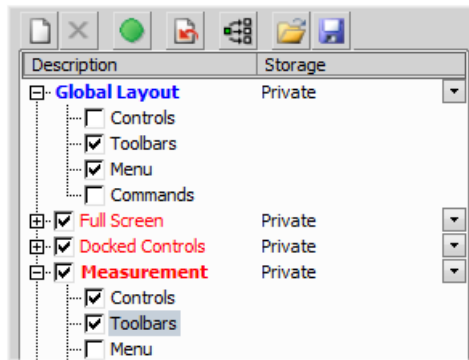 Description Storage
Global Layout Private
Controls
Toolbars
Menu
Commands
Full Screen Private
Docked Controls Private
Measurement Private
Controls
Toolbars
Menu